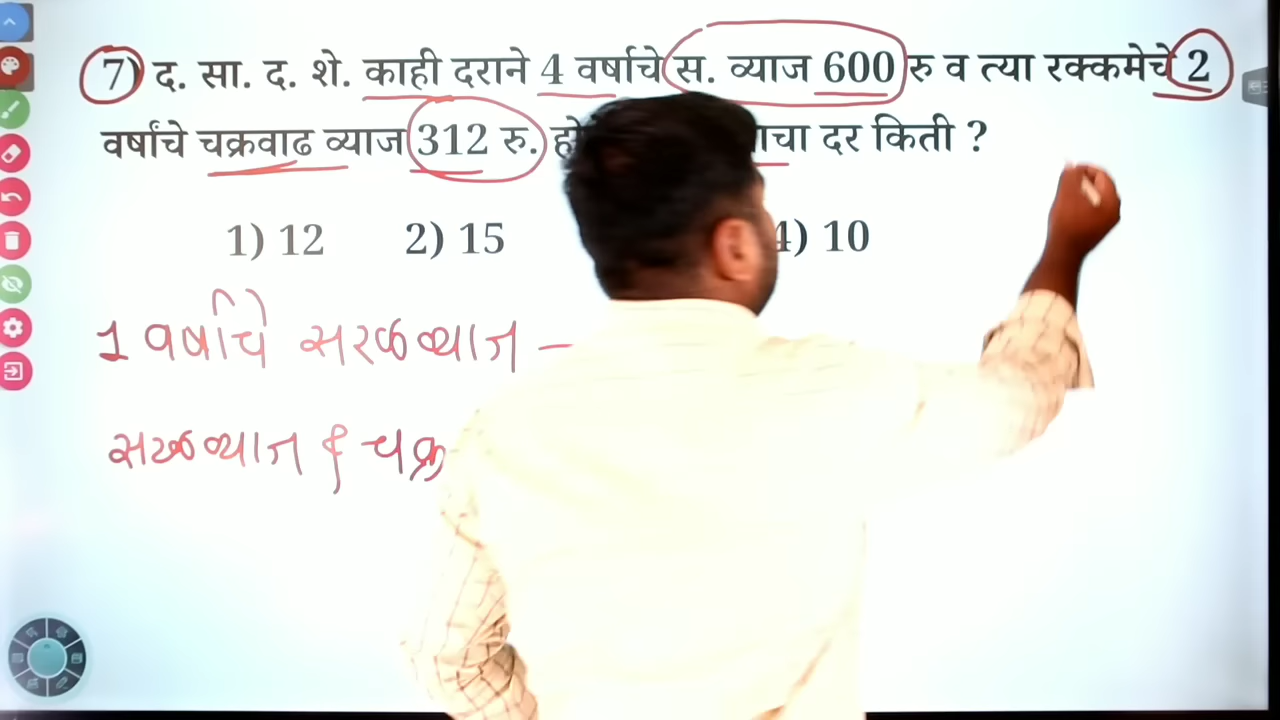 7) द. सा. द. शे. काही दराने 4 वर्षाचे स. व्याज 600 रु व त्या रक्कमेचे 2
वर्षांचे चक्रवाढ व्याज 312 रु. दर किती ?
1) 12 2) 15 4) 10
1 वर्षाचे सरळव्याज –
सरळव्याज & चक्र